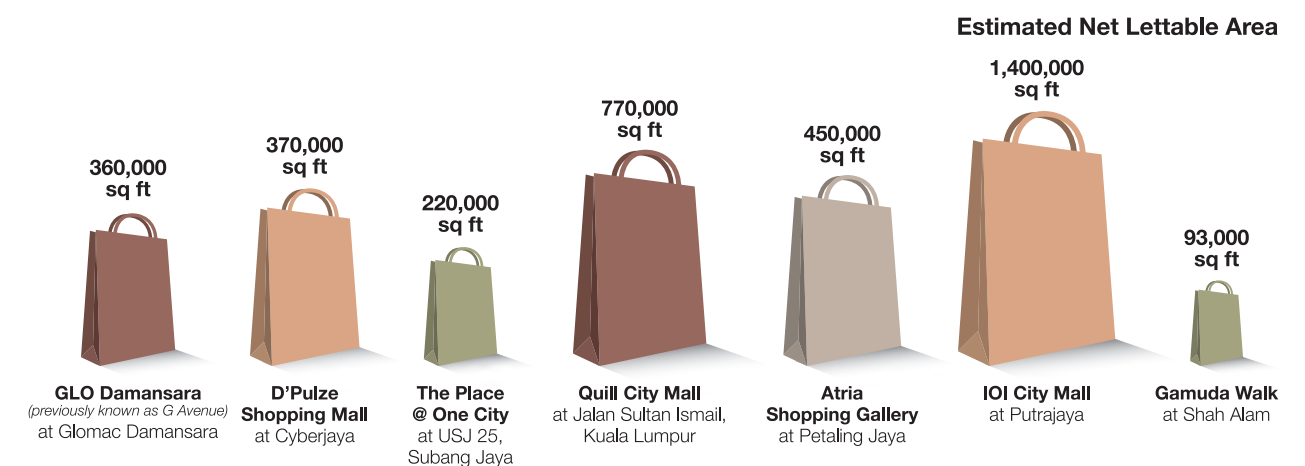 Estimated Net Lettable Area
360,000
sq ft
370,000
sq ft
220,000
sq ft
770,000
sq ft
450,000
sq ft
1,400,000
sq ft
93,000
sq ft
GLO Damansara
(previously known as G Avenue)
at Glomac Damansara
D’Pulze
Shopping Mall
at Cyberjaya
The Place
@ One City
at USJ 25,
Subang Jaya
Quill City Mall
at Jalan Sultan Ismail,
Kuala Lumpur
Atria
Shopping Gallery
at Petaling Jaya
IOI City Mall
at Putrajaya
Gamuda Walk
at Shah Alam